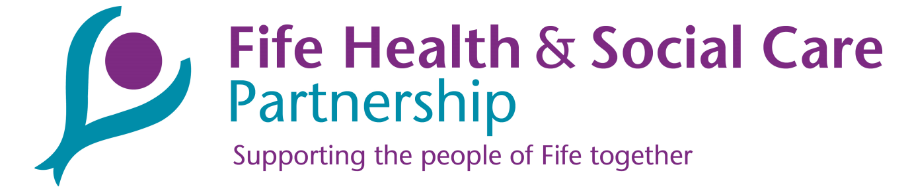 Fife Health & Social Care
Partnership
Supporting the people of Fife together